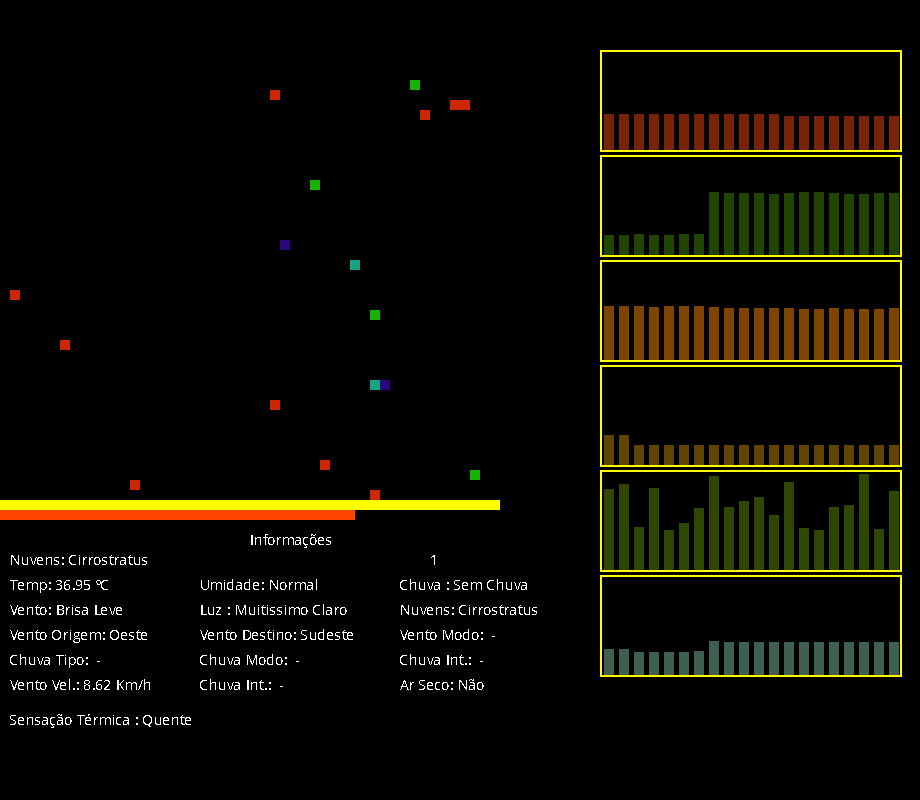 Informações
Nuvens: Cirrostratus 1
Temp: 36.95 ºC Umidade: Normal Chuva : Sem Chuva
Vento: Brisa Leve Luz : Muitissimo Claro Nuvens: Cirrostratus
Vento Origem: Oeste Vento Destino: Sudeste Vento Modo: -
Chuva Tipo: - Chuva Modo: - Chuva Int.: -
Vento Vel.: 8.62 Km/h Chuva Int.: - Ar Seco: Não
Sensação Térmica : Quente